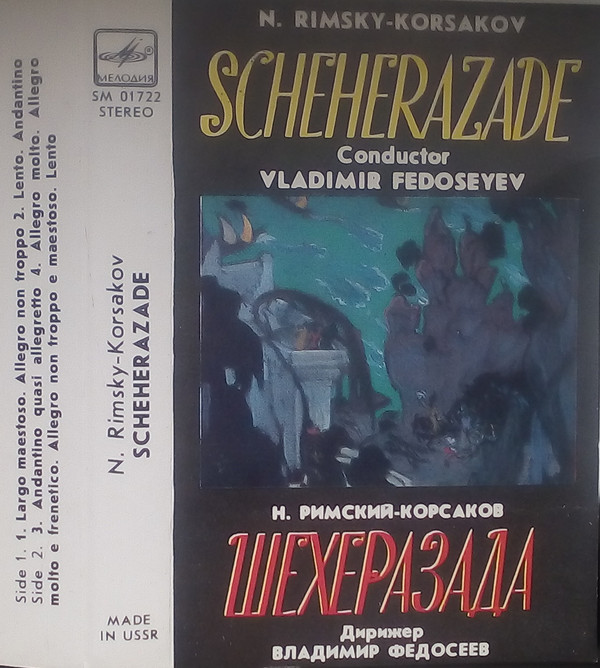 N. RIMSKY-KORSAKOV
SCHEHERAZADE
Conductor
VLADIMIR FEDOSEYEV
Н. РИМСКИЙ-КОРСАКОВ
ШЕХЕРАЗАДА
Дирижер
ВЛАДИМИР ФЕДОСЕЕВ
МЕЛОДИЯ
SM 01722
STEREO
N. Rimsky-Korsakov
SCHEHERAZADE
MADE
IN USSR
Side 1. 1. Largo maestoso. Allegro non troppo 2. Lento. Andantino
Side 2. 3. Andantino quasi allegretto 4. Allegro molto. Allegro
molto e frenetico. Allegro non troppo e maestoso. Lento